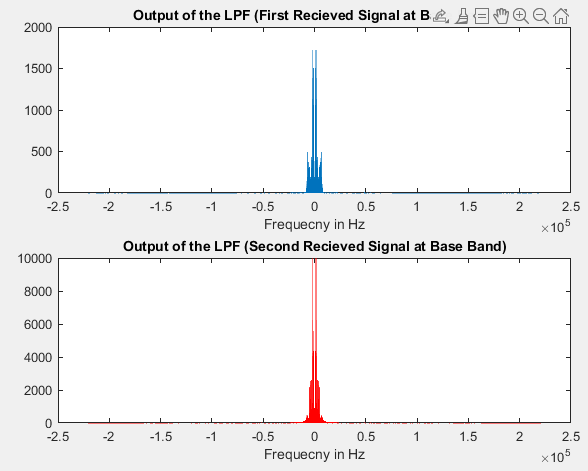 Output of the LPF (First Recieved Signal at B
2000
1500
1000
500
0
-2.5 -2 -1.5 -1 -0.5 0 0.5 1 1.5 2 2.5
Frequecny in Hz
×10^5
Output of the LPF (Second Recieved Signal at Base Band)
10000
8000
6000
4000
2000
0
-2.5 -2 -1.5 -1 -0.5 0 0.5 1 1.5 2 2.5
Frequecny in Hz
×10^5